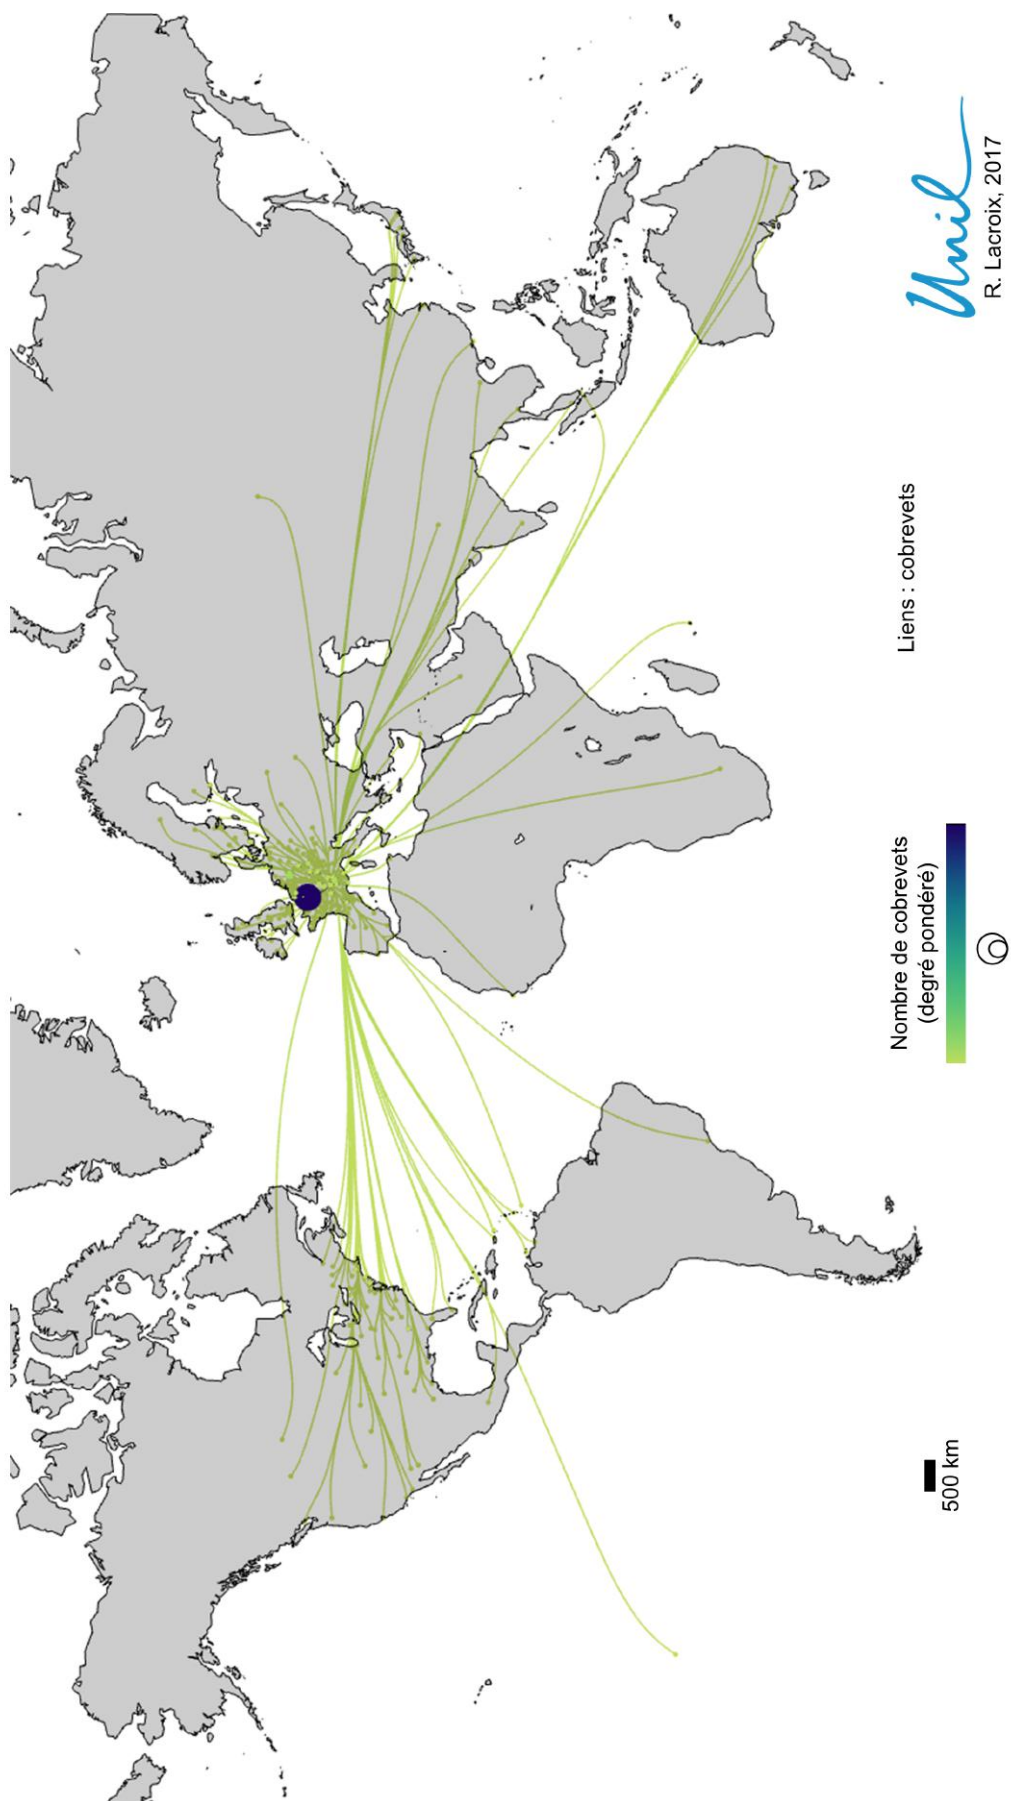 Nombre de cobrevets
(degré pondéré)
Liens : cobrevets
500 km
Unil
R. Lacroix, 2017